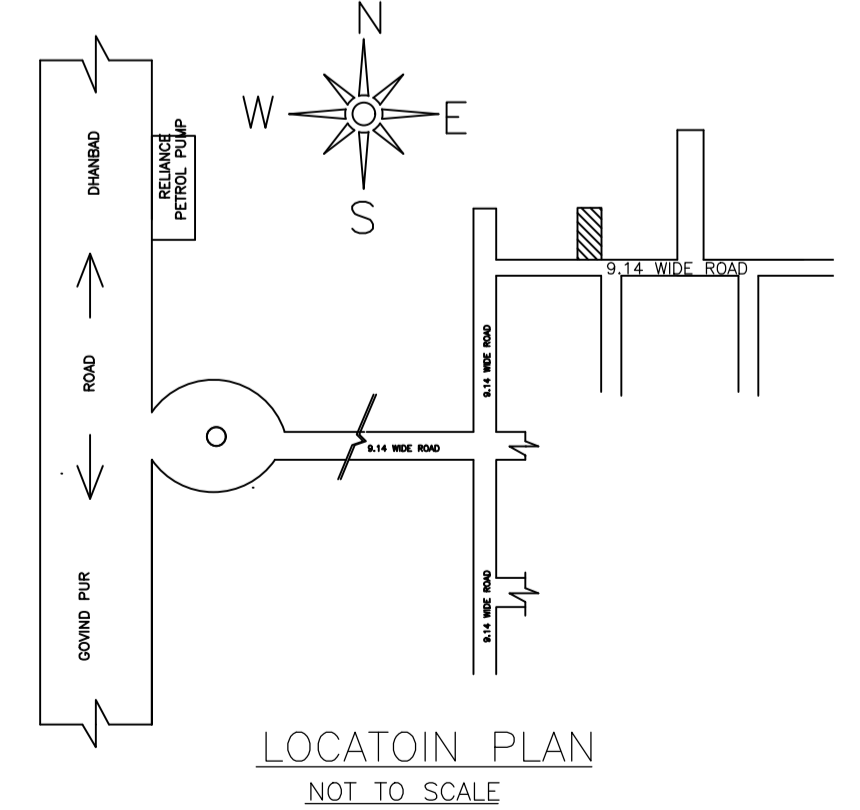 N
W
E
S
DHANBAD
RELIANCE
PETROL PUMP
9.14 WIDE ROAD
ROAD
9.14 WIDE ROAD
9.14 WIDE ROAD
GOVIND PUR
9.14 WIDE ROAD
LOCATOIN PLAN
NOT TO SCALE